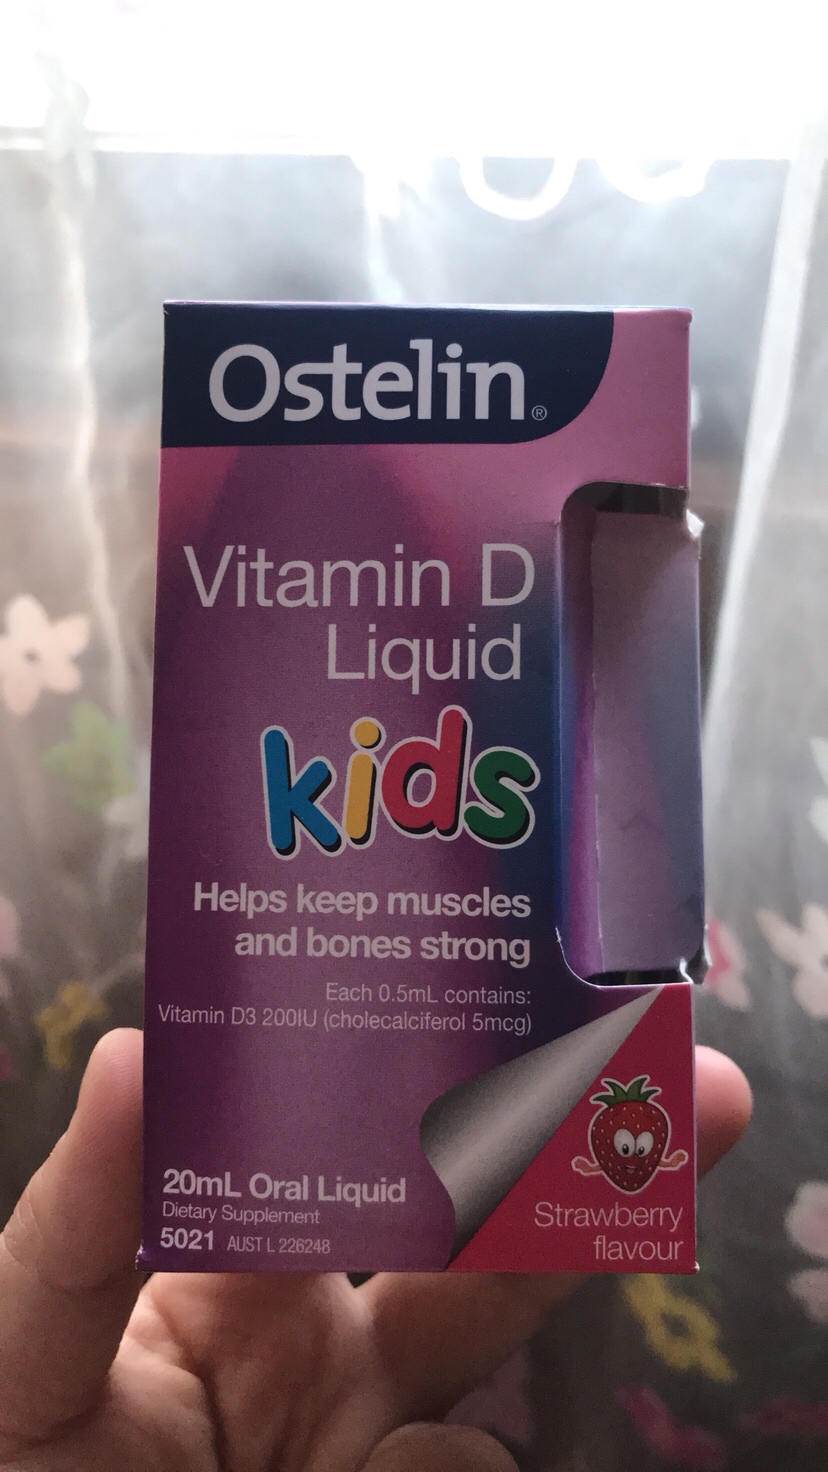 Ostelin®
Vitamin D
Liquid
kids
Helps keep muscles
and bones strong
Each 0.5mL contains:
Vitamin D3 200IU (cholecalciferol 5mcg)
20mL Oral Liquid
Dietary Supplement
5021 AUST L 226248
Strawberry
flavour